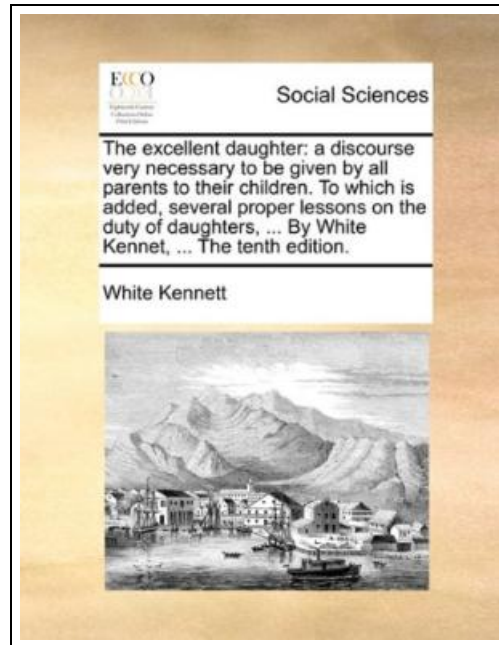 ECCO
Social Sciences
The excellent daughter: a discourse
very necessary to be given by all
parents to their children. To which is
added, several proper lessons on the
duty of daughters, ... By White
Kennet, ... The tenth edition.
White Kennett